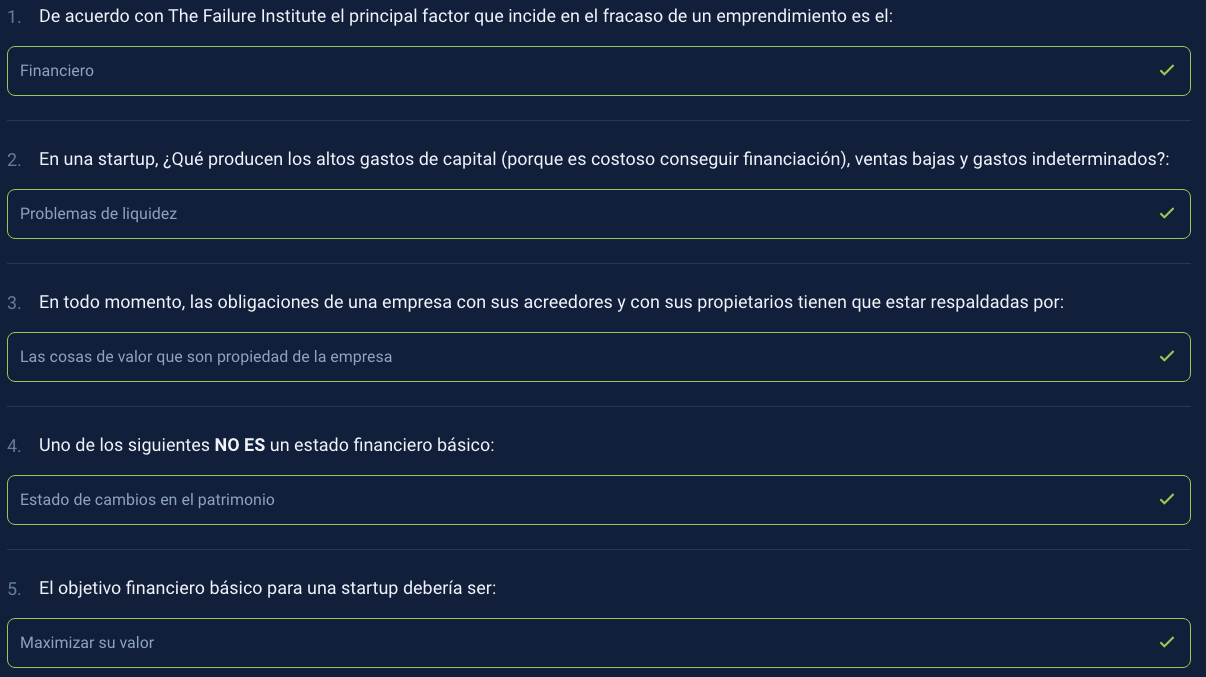 1. De acuerdo con The Failure Institute el principal factor que incide en el fracaso de un emprendimiento es el:
Financiero
2. En una startup, ¿Qué producen los altos gastos de capital (porque es costoso conseguir financiación), ventas bajas y gastos indeterminados?:
Problemas de liquidez
3. En todo momento, las obligaciones de una empresa con sus acreedores y con sus propietarios tienen que estar respaldadas por:
Las cosas de valor que son propiedad de la empresa
4. Uno de los siguientes NO ES un estado financiero básico:
Estado de cambios en el patrimonio
5. El objetivo financiero básico para una startup debería ser:
Maximizar su valor